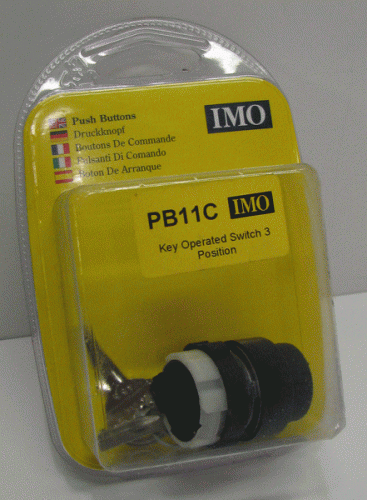 Push Buttons
IMO
Druckknopf
Boutons De Commande
Pulsanti Di Comando
Boton De Arranque
PB11C IMO
Key Operated Switch 3
Position